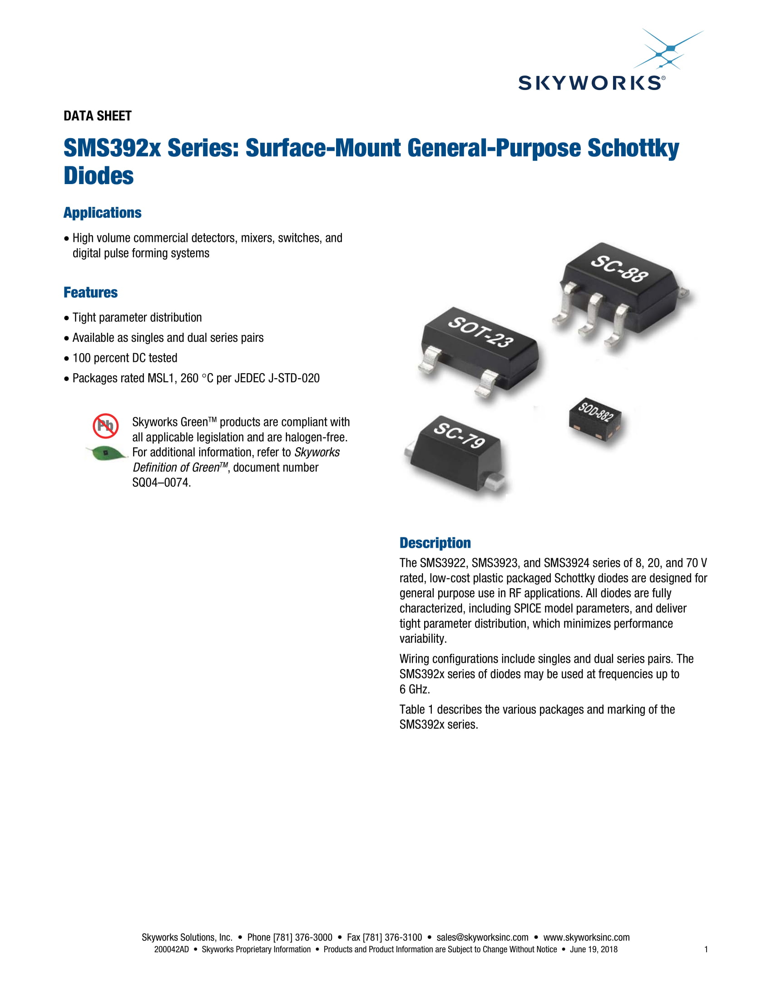 SKYWORKS®
DATA SHEET
SMS392x Series: Surface-Mount General-Purpose Schottky
Diodes
Applications
• High volume commercial detectors, mixers, switches, and
digital pulse forming systems
Features
• Tight parameter distribution
• Available as singles and dual series pairs
• 100 percent DC tested
• Packages rated MSL1, 260 °C per JEDEC J-STD-020
Pb
Skyworks Green™ products are compliant with
all applicable legislation and are halogen-free.
For additional information, refer to Skyworks
Definition of Green™, document number
SQ04–0074.
SC-88
SOT-23
SOD-882
SC-79
Description
The SMS3922, SMS3923, and SMS3924 series of 8, 20, and 70 V
rated, low-cost plastic packaged Schottky diodes are designed for
general purpose use in RF applications. All diodes are fully
characterized, including SPICE model parameters, and deliver
tight parameter distribution, which minimizes performance
variability.
Wiring configurations include singles and dual series pairs. The
SMS392x series of diodes may be used at frequencies up to
6 GHz.
Table 1 describes the various packages and marking of the
SMS392x series.
Skyworks Solutions, Inc. • Phone [781] 376-3000 • Fax [781] 376-3100 • sales@skyworksinc.com • www.skyworksinc.com
200042AD • Skyworks Proprietary Information • Products and Product Information are Subject to Change Without Notice • June 19, 2018 1